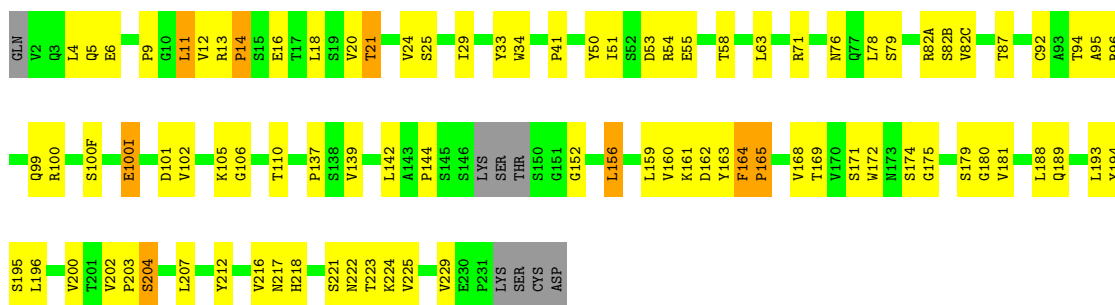 GLN V2 Q3 L4 Q5 E6 P9 G10 L11 V12 R13 P14 S15 E16 T17 L18 S19 V20 T21 V24 S25 I29 Y33 W34 P41 Y50 I51 S52 D53 R54 E55 T58 L63 R71 N76 Q77 L78 S79 R82A S82B V82C T87 C92 A93 T94 A95
Q99 R100 S100F E100I D101 V102 K105 G106 T110 P137 S138 V139 L142 A143 P144 S145 S146 LYS SER THR S150 G151 G152 L156 L159 V160 K161 D162 Y163 F164 P165 V168 T169 V170 S171 W172 N173 S174 G175 S179 G180 V181 L188 Q189 L193 Y194
S195 L196 V200 T201 V202 P203 S204 L207 Y212 V216 N217 H218 S221 N222 T223 K224 V225 V229 E230 P231 LYS SER CYS ASP